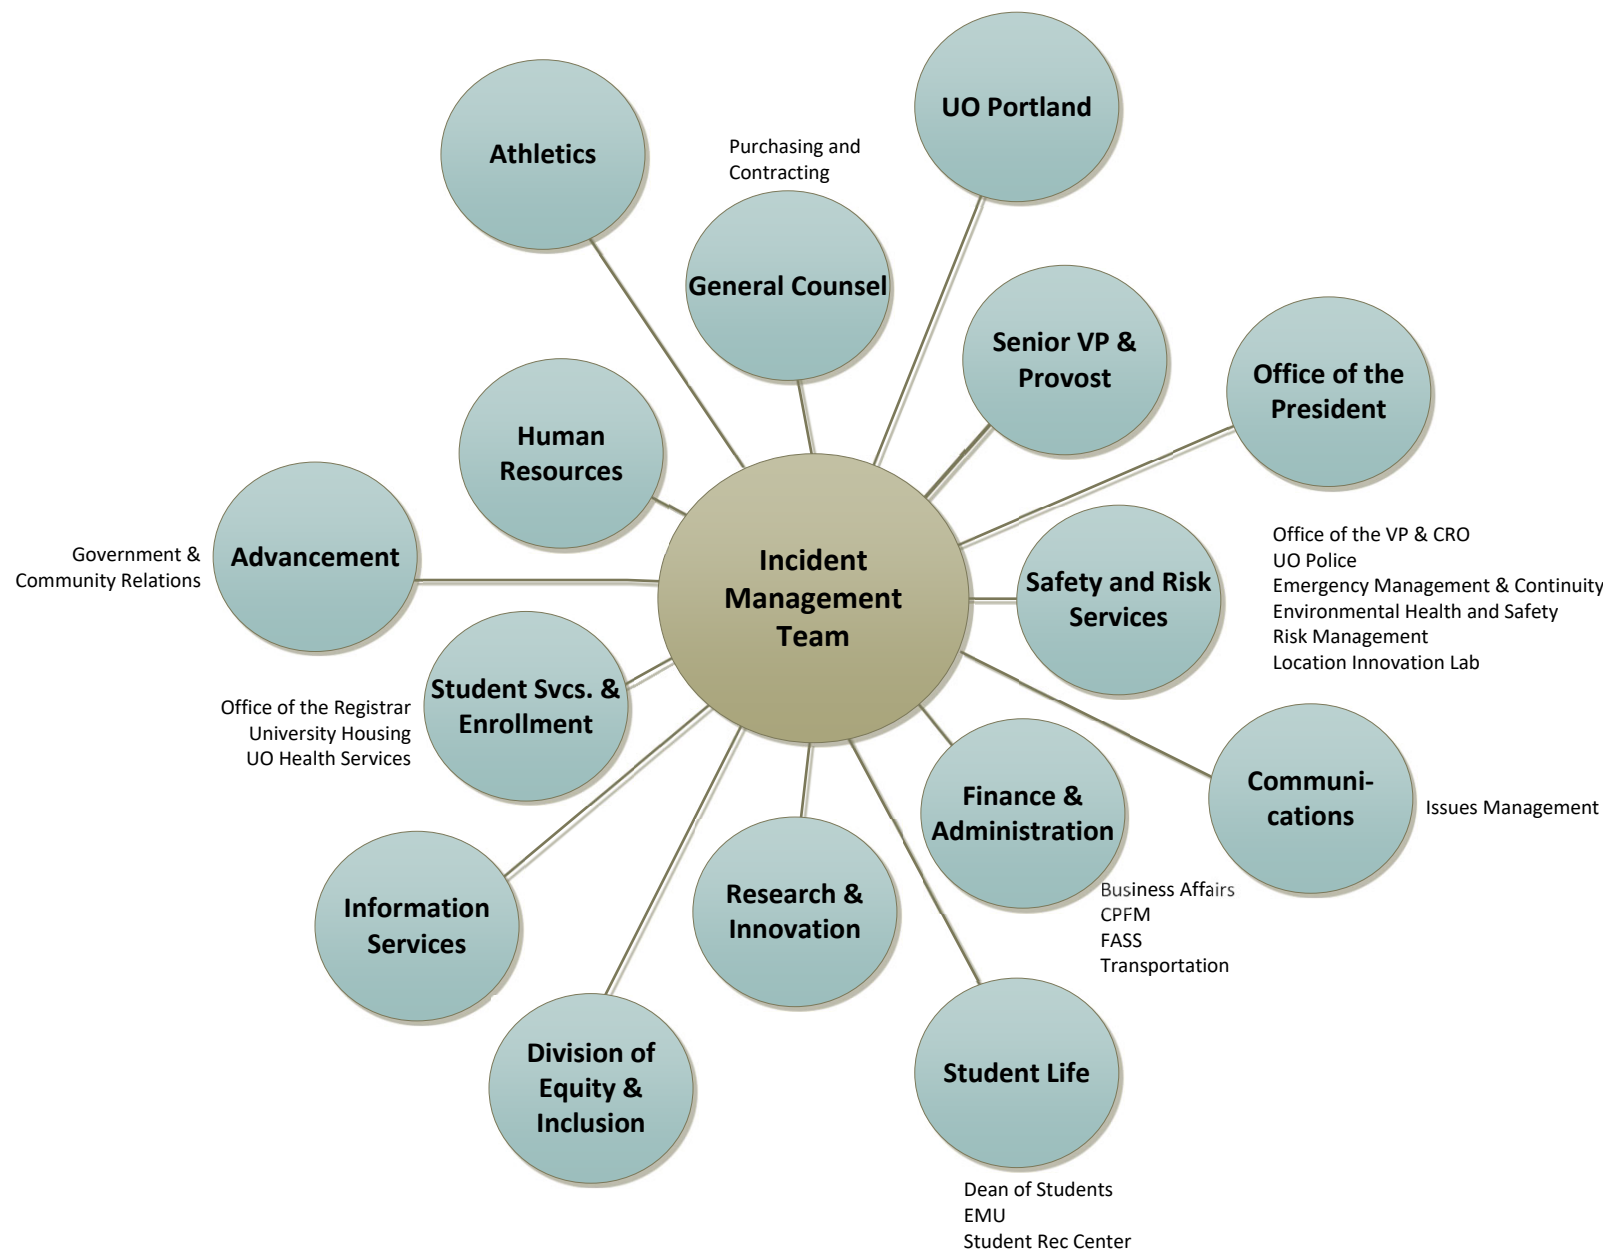 UO Portland
Athletics
Purchasing and
Contracting
General Counsel
Senior VP &
Provost
Office of the
President
Human
Resources
Government &
Community Relations
Advancement
Incident
Management
Team
Safety and Risk
Services
Office of the VP & CRO
UO Police
Emergency Management & Continuity
Environmental Health and Safety
Risk Management
Location Innovation Lab
Student Svcs. &
Enrollment
Office of the Registrar
University Housing
UO Health Services
Finance &
Administration
Business Affairs
CPFM
FASS
Transportation
Communi-
cations
Issues Management
Information
Services
Research &
Innovation
Division of
Equity &
Inclusion
Student Life
Dean of Students
EMU
Student Rec Center